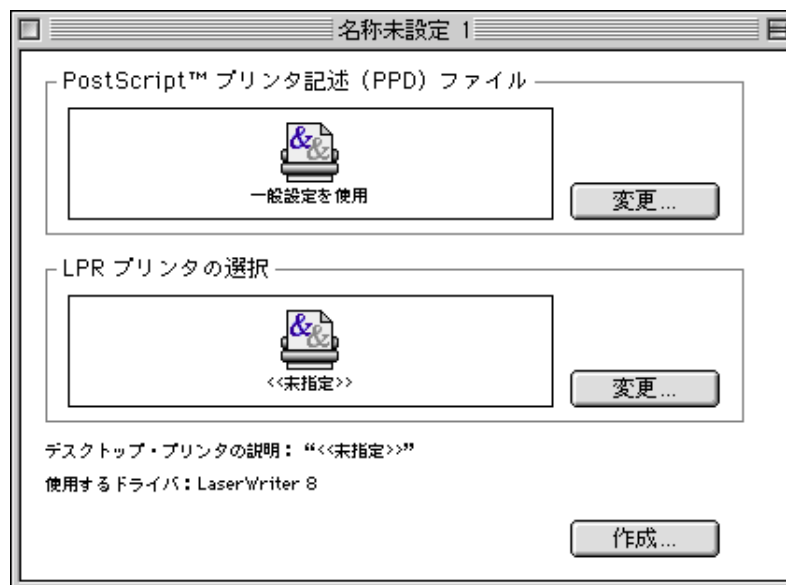 名称未設定 1
PostScript™ プリンタ記述（PPD）ファイル
一般設定を使用
変更...
LPR プリンタの選択
<<未指定>>
変更...
デスクトップ・プリンタの説明： “<<未指定>>”
使用するドライバ：LaserWriter 8
作成...